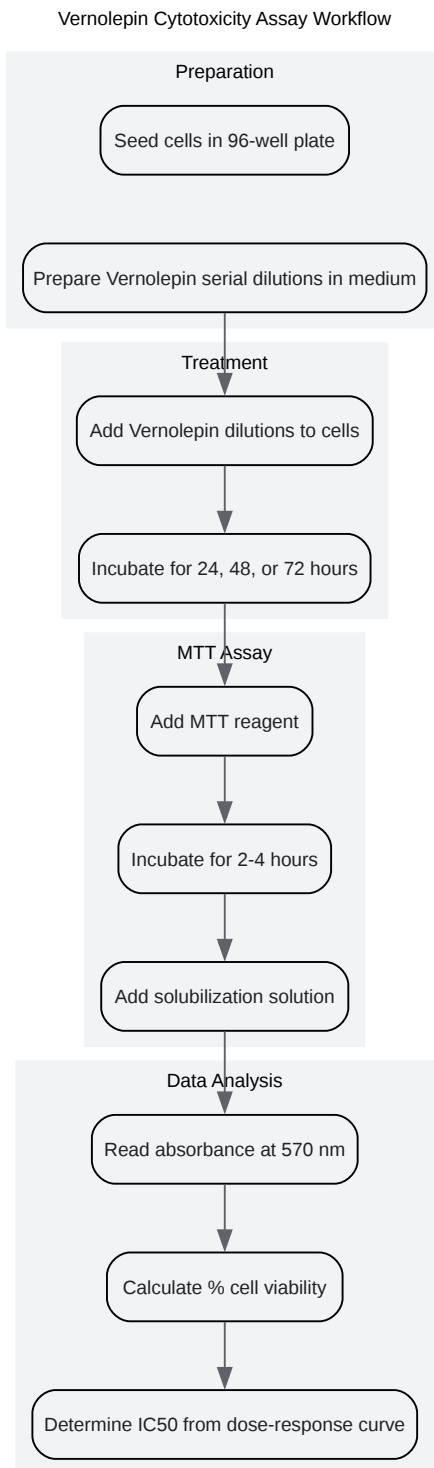 Vernolepin Cytotoxicity Assay Workflow
Preparation
Seed cells in 96-well plate
Prepare Vernolepin serial dilutions in medium
Treatment
Add Vernolepin dilutions to cells
Incubate for 24, 48, or 72 hours
MTT Assay
Add MTT reagent
Incubate for 2-4 hours
Add solubilization solution
Data Analysis
Read absorbance at 570 nm
Calculate % cell viability
Determine IC50 from dose-response curve